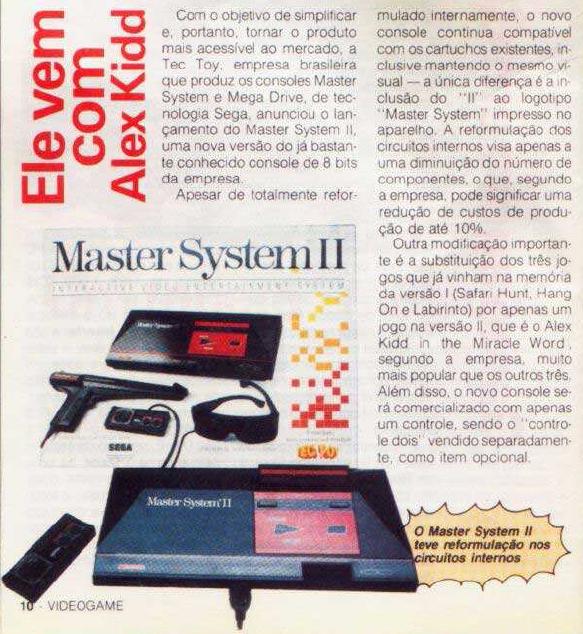 Ele vem
com
Alex Kidd
Com o objetivo de simplificar
e, portanto, tornar o produto
mais acessível ao mercado, a
Tec Toy, empresa brasileira
que produz os consoles Master
System e Mega Drive, de tec-
nologia Sega, anunciou o lan-
çamento do Master System II,
uma nova versão do já bastan-
te conhecido console de 8 bits
da empresa.
Apesar de totalmente refor-
mulado internamente, o novo
console continua compatível
com os cartuchos existentes, in-
clusive mantendo o mesmo vi-
sual — a única diferença é a in-
clusão do "II" ao logotipo
"Master System" impresso no
aparelho. A reformulação dos
circuitos internos visa apenas a
uma diminuição do número de
componentes, o que, segundo
a empresa, pode significar uma
redução de custos de produ-
ção de até 10%.
Outra modificação importan-
te é a substituição dos três jo-
gos que já vinham na memória
da versão I (Safari Hunt, Hang
On e Labirinto) por apenas um
jogo na versão II, que é o Alex
Kidd in the Miracle Word,
segundo a empresa, muito
mais popular que os outros três.
Além disso, o novo console se-
rá comercializado com apenas
um controle, sendo o "contro-
le dois" vendido separadamen-
te, como item opcional.
Master System II
INTERACTIVE VIDEO ENTERTAINMENT SYSTEM
Master System
SEGA
Master System II
O Master System II
teve reformulação nos
circuitos internos
10 - VIDEOGAME